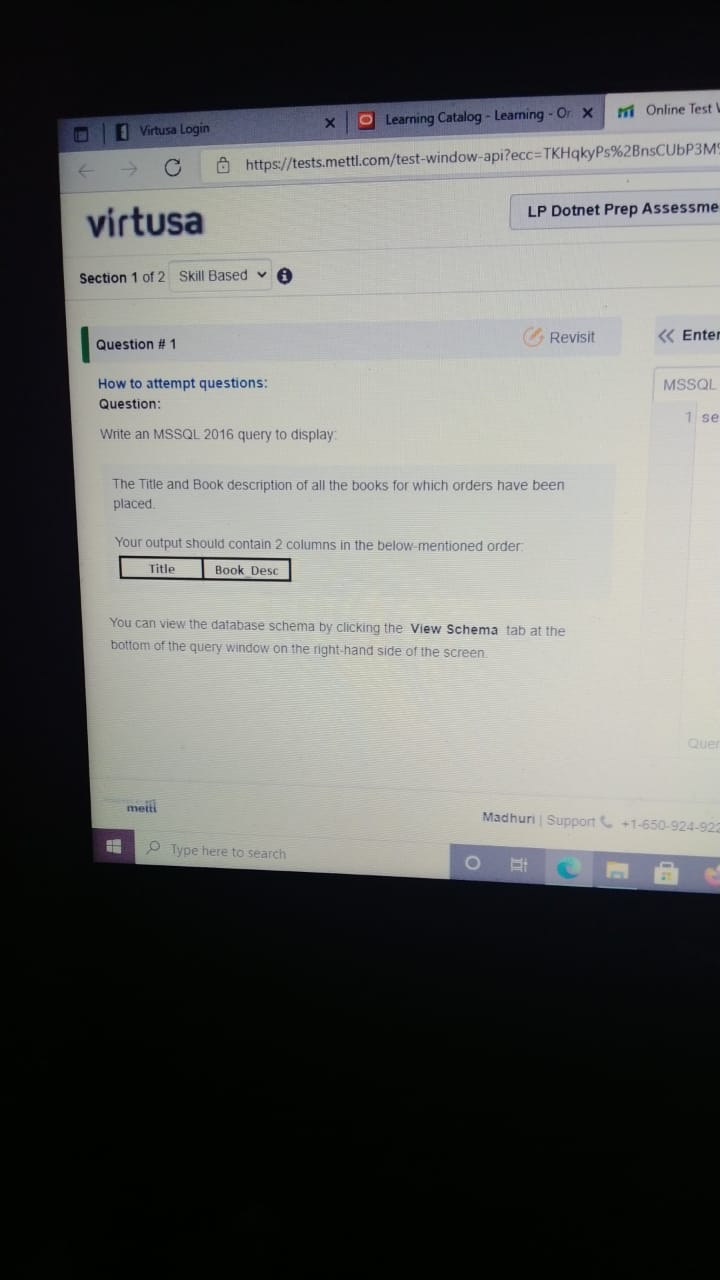 Virtusa Login
Learning Catalog - Learning - Or
Online Test
https://tests.mettl.com/test-window-api?ecc=TKHqkyPs%2BnsCUbP3M
virtusa
LP Dotnet Prep Assessme
Section 1 of 2 Skill Based
Question # 1
Revisit
Enter
How to attempt questions:
Question:
MSSQL
1 se
Write an MSSQL 2016 query to display:
The Title and Book description of all the books for which orders have been
placed.
Your output should contain 2 columns in the below-mentioned order:
Title Book_Desc
You can view the database schema by clicking the View Schema tab at the
bottom of the query window on the right-hand side of the screen.
Quer
mettl
Madhuri | Support +1-650-924-922
Type here to search